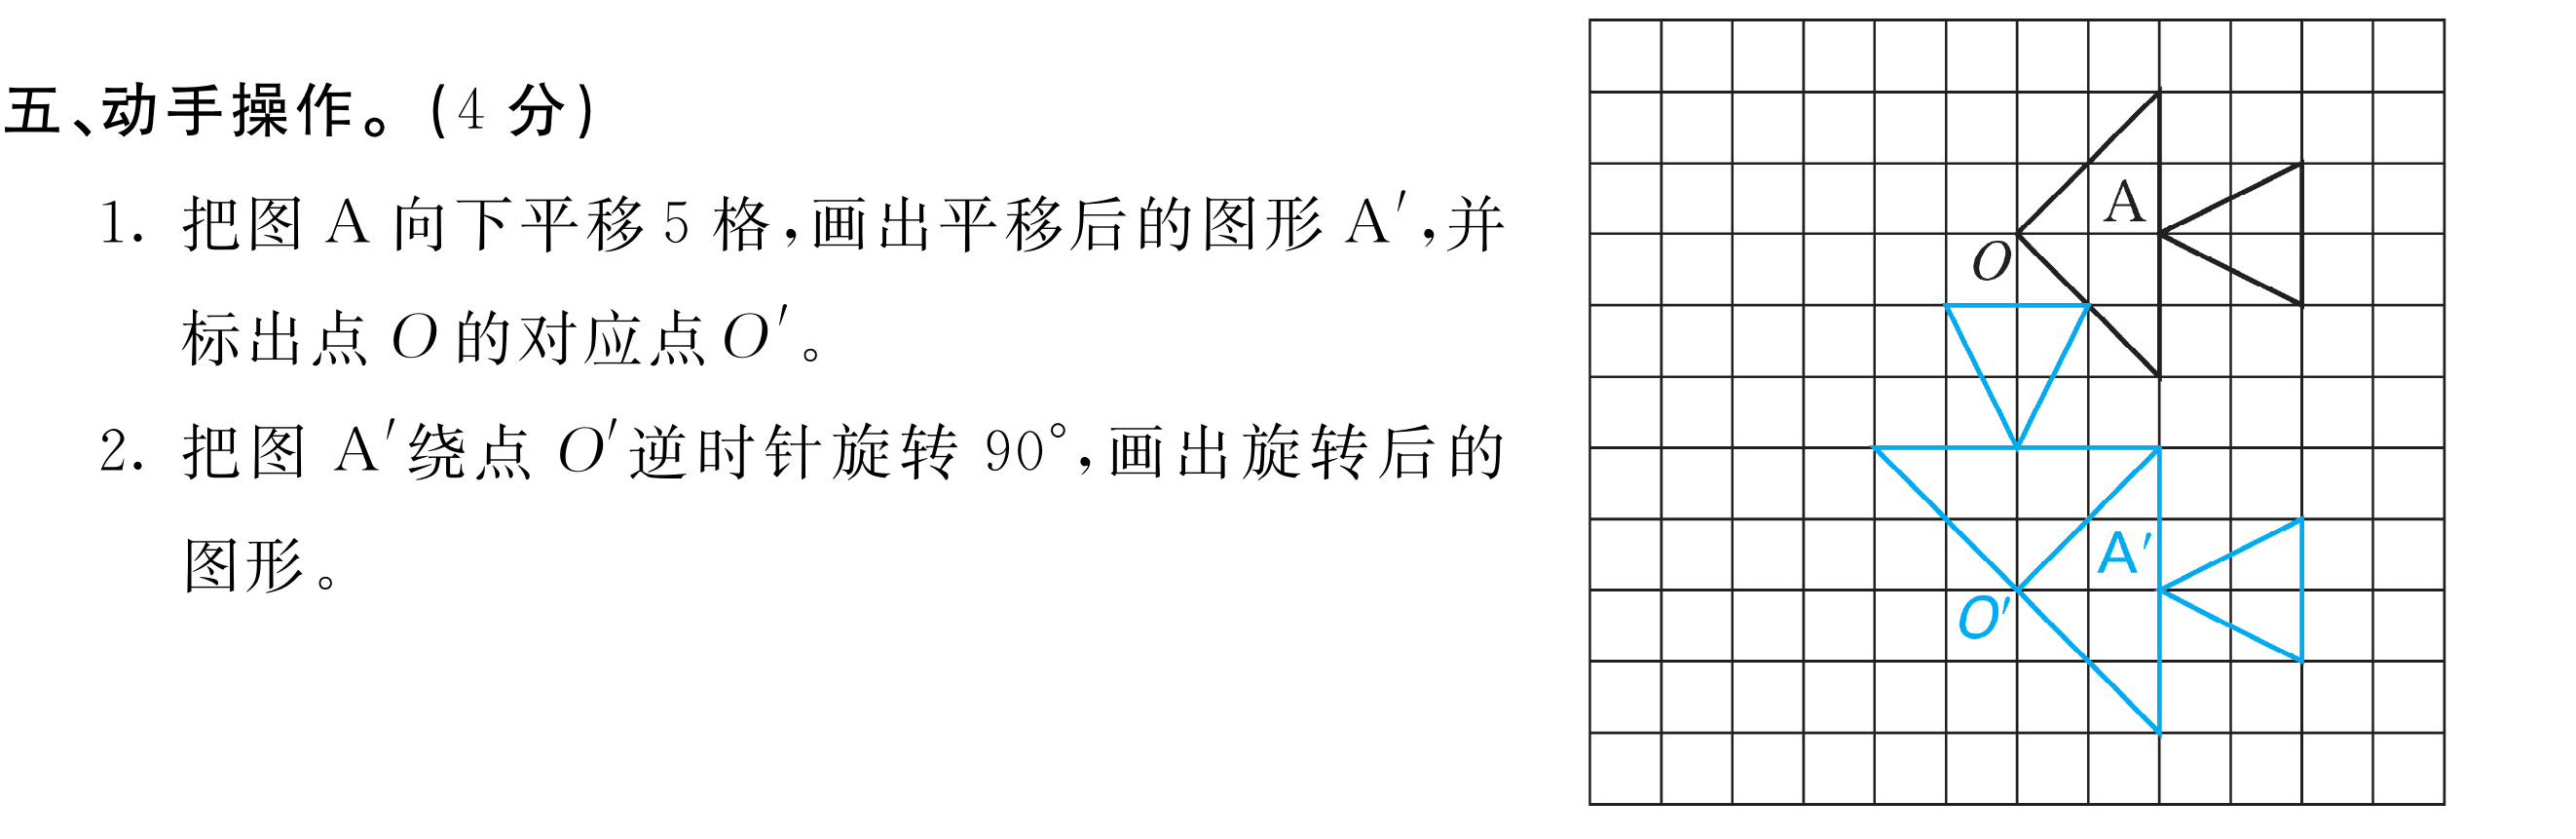 五、动手操作。(4 分)
1. 把图 A 向下平移 5 格,画出平移后的图形 A′,并
标出点 O 的对应点 O′。
2. 把图 A′绕点 O′逆时针旋转 90°,画出旋转后的
图形。
A
O
A′
O′